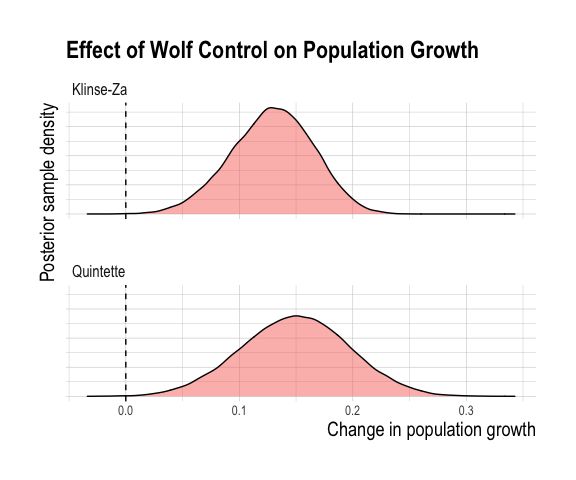 Effect of Wolf Control on Population Growth
Klinse-Za
Posterior sample density
Quintette
0.0 0.1 0.2 0.3
Change in population growth